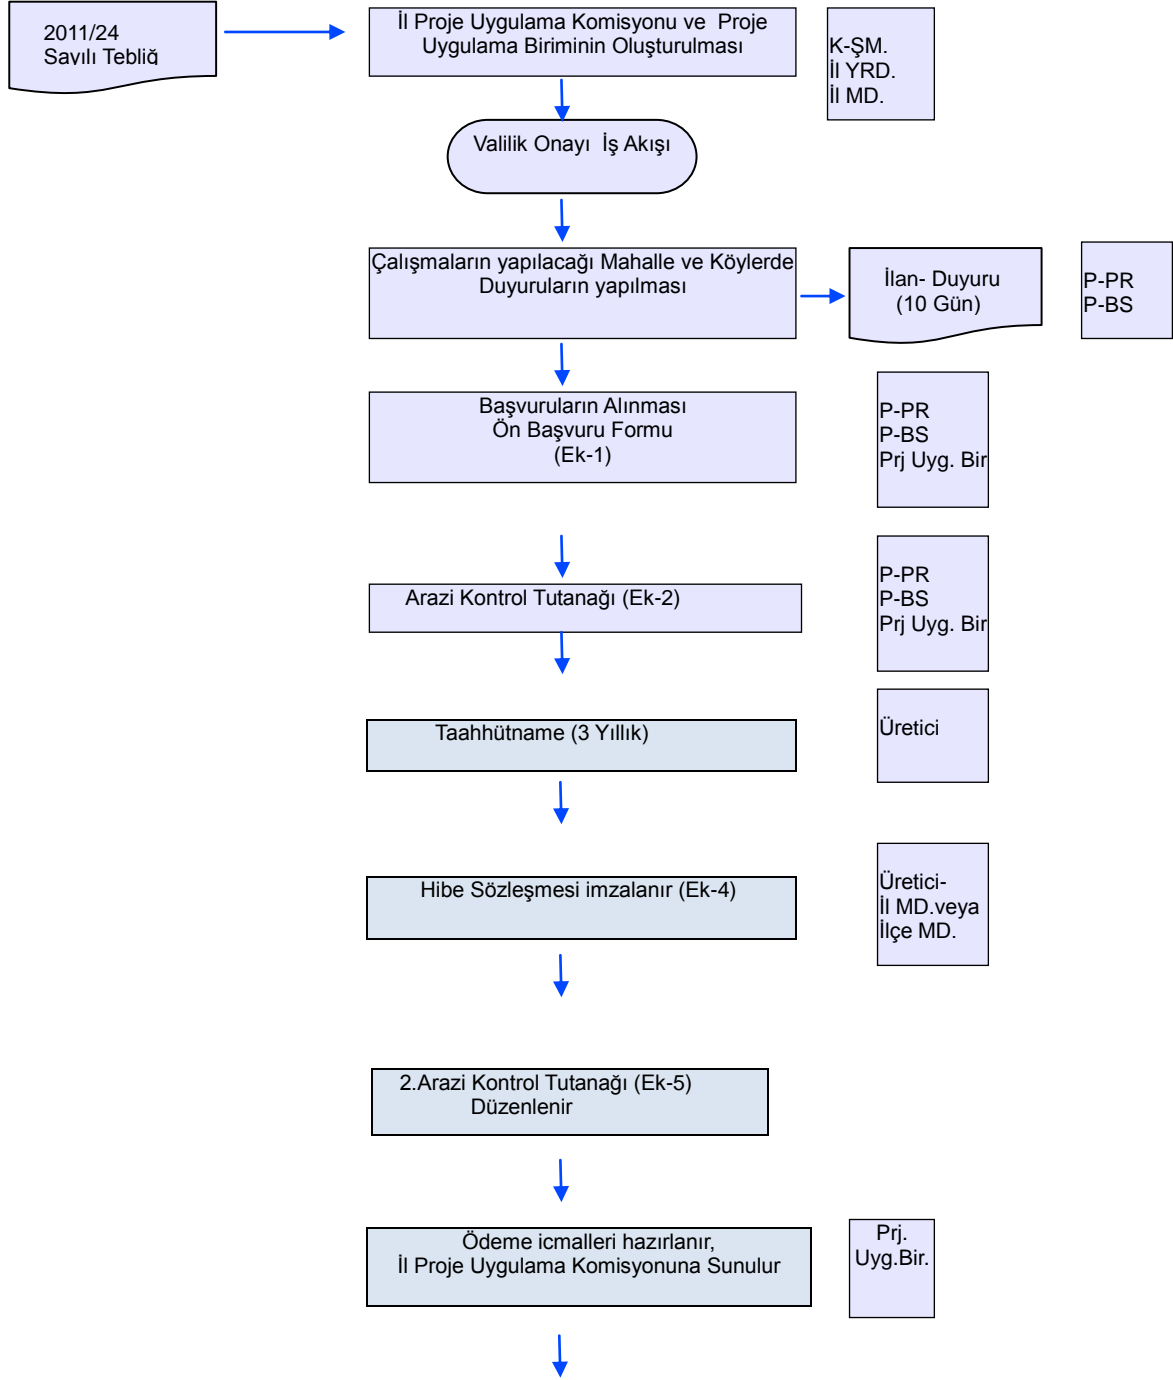 2011/24
Sayılı Tebliğ
İl Proje Uygulama Komisyonu ve Proje
Uygulama Biriminin Oluşturulması
K-ŞM.
İl YRD.
İl MD.
Valilik Onayı İş Akışı
Çalışmaların yapılacağı Mahalle ve Köylerde
Duyuruların yapılması
İlan- Duyuru
(10 Gün)
P-PR
P-BS
Başvuruların Alınması
Ön Başvuru Formu
(Ek-1)
P-PR
P-BS
Prj Uyg. Bir
Arazi Kontrol Tutanağı (Ek-2)
P-PR
P-BS
Prj Uyg. Bir
Taahhütname (3 Yıllık)
Üretici
Hibe Sözleşmesi imzalanır (Ek-4)
Üretici-
İl MD.veya
İlçe MD.
2.Arazi Kontrol Tutanağı (Ek-5)
Düzenlenir
Ödeme icmalleri hazırlanır,
İl Proje Uygulama Komisyonuna Sunulur
Prj.
Uyg.Bir.